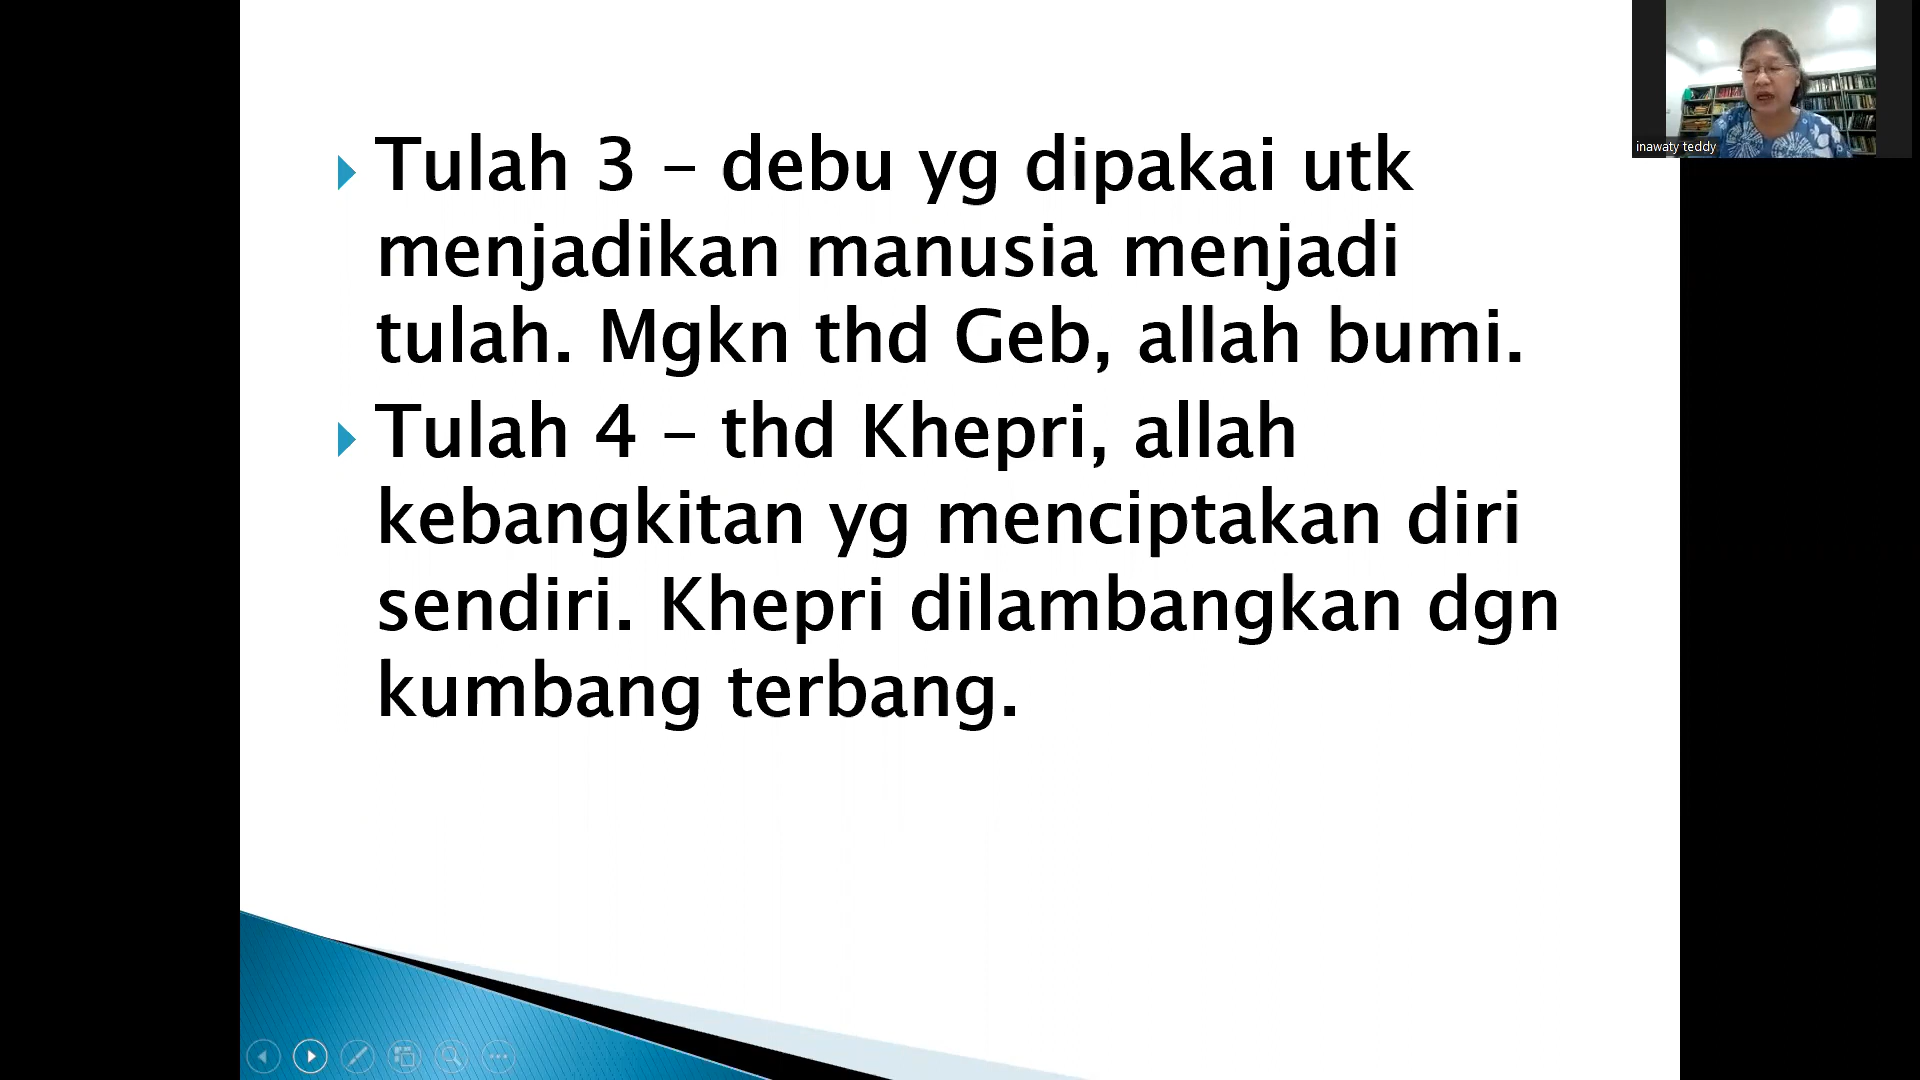 Tulah 3 – debu yg dipakai utk
menjadikan manusia menjadi
tulah. Mgkn thd Geb, allah bumi.
Tulah 4 – thd Khepri, allah
kebangkitan yg menciptakan diri
sendiri. Khepri dilambangkan dgn
kumbang terbang.
inawaty teddy